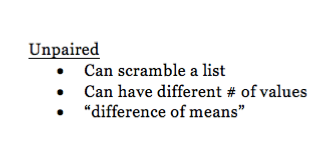 Unpaired
• Can scramble a list
• Can have different # of values
• “difference of means”